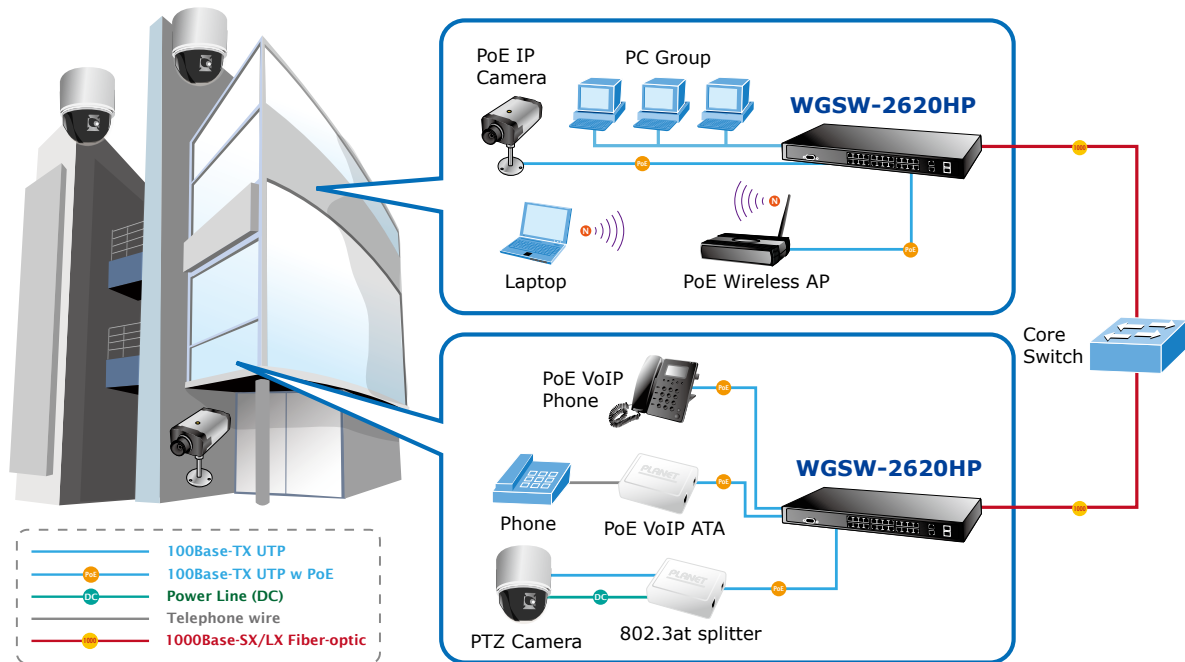 PoE IP
Camera
PC Group
WGSW-2620HP
1000
PoE
N
N
PoE
Laptop
PoE Wireless AP
Core
Switch
PoE VoIP
Phone
PoE
WGSW-2620HP
PLANET
PoE
1000
Phone
PoE VoIP ATA
PLANET
PoE
DC
PTZ Camera
802.3at splitter
100Base-TX UTP
PoE
100Base-TX UTP w PoE
DC
Power Line (DC)
Telephone wire
1000
1000Base-SX/LX Fiber-optic